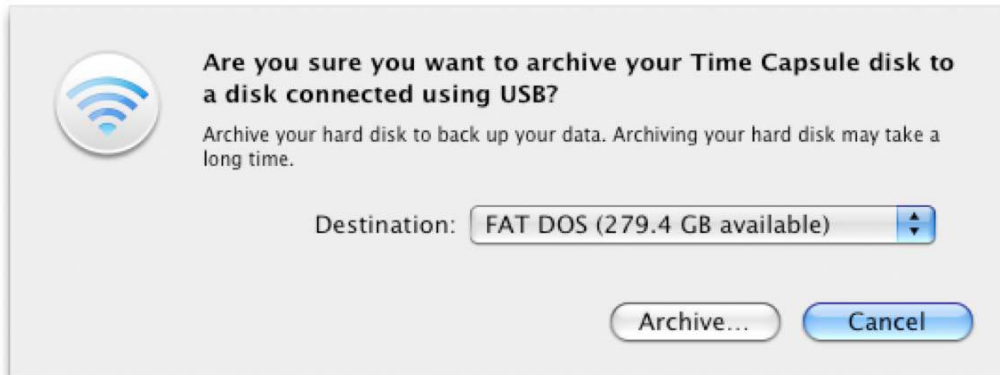 Are you sure you want to archive your Time Capsule disk to
a disk connected using USB?
Archive your hard disk to back up your data. Archiving your hard disk may take a
long time.
Destination: FAT DOS (279.4 GB available)
Archive... Cancel